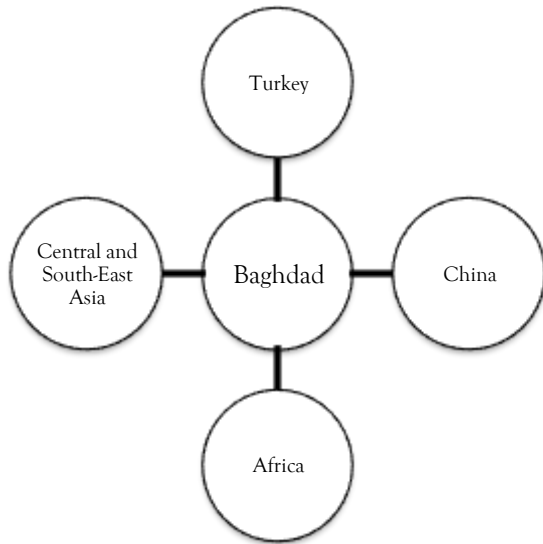 Turkey
Central and
South-East
Asia
Baghdad
China
Africa